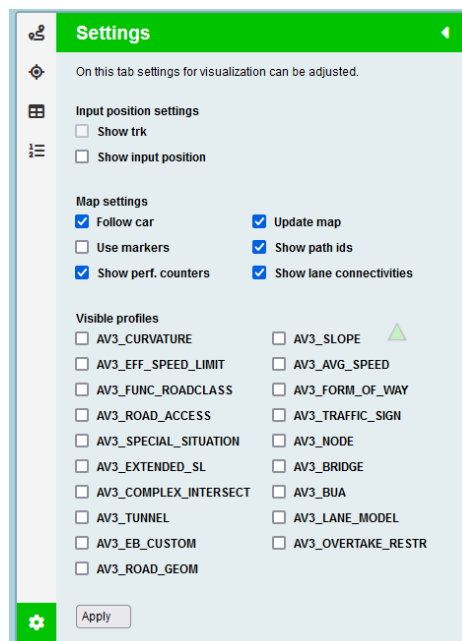 Settings
On this tab settings for visualization can be adjusted.
Input position settings
Show trk
Show input position
Map settings
Follow car
Update map
Use markers
Show path ids
Show perf. counters
Show lane connectivities
Visible profiles
AV3_CURVATURE
AV3_SLOPE
AV3_EFF_SPEED_LIMIT
AV3_AVG_SPEED
AV3_FUNC_ROADCLASS
AV3_FORM_OF_WAY
AV3_ROAD_ACCESS
AV3_TRAFFIC_SIGN
AV3_SPECIAL_SITUATION
AV3_NODE
AV3_EXTENDED_SL
AV3_BRIDGE
AV3_COMPLEX_INTERSECT
AV3_BUA
AV3_TUNNEL
AV3_LANE_MODEL
AV3_EB_CUSTOM
AV3_OVERTAKE_RESTR
AV3_ROAD_GEOM
Apply